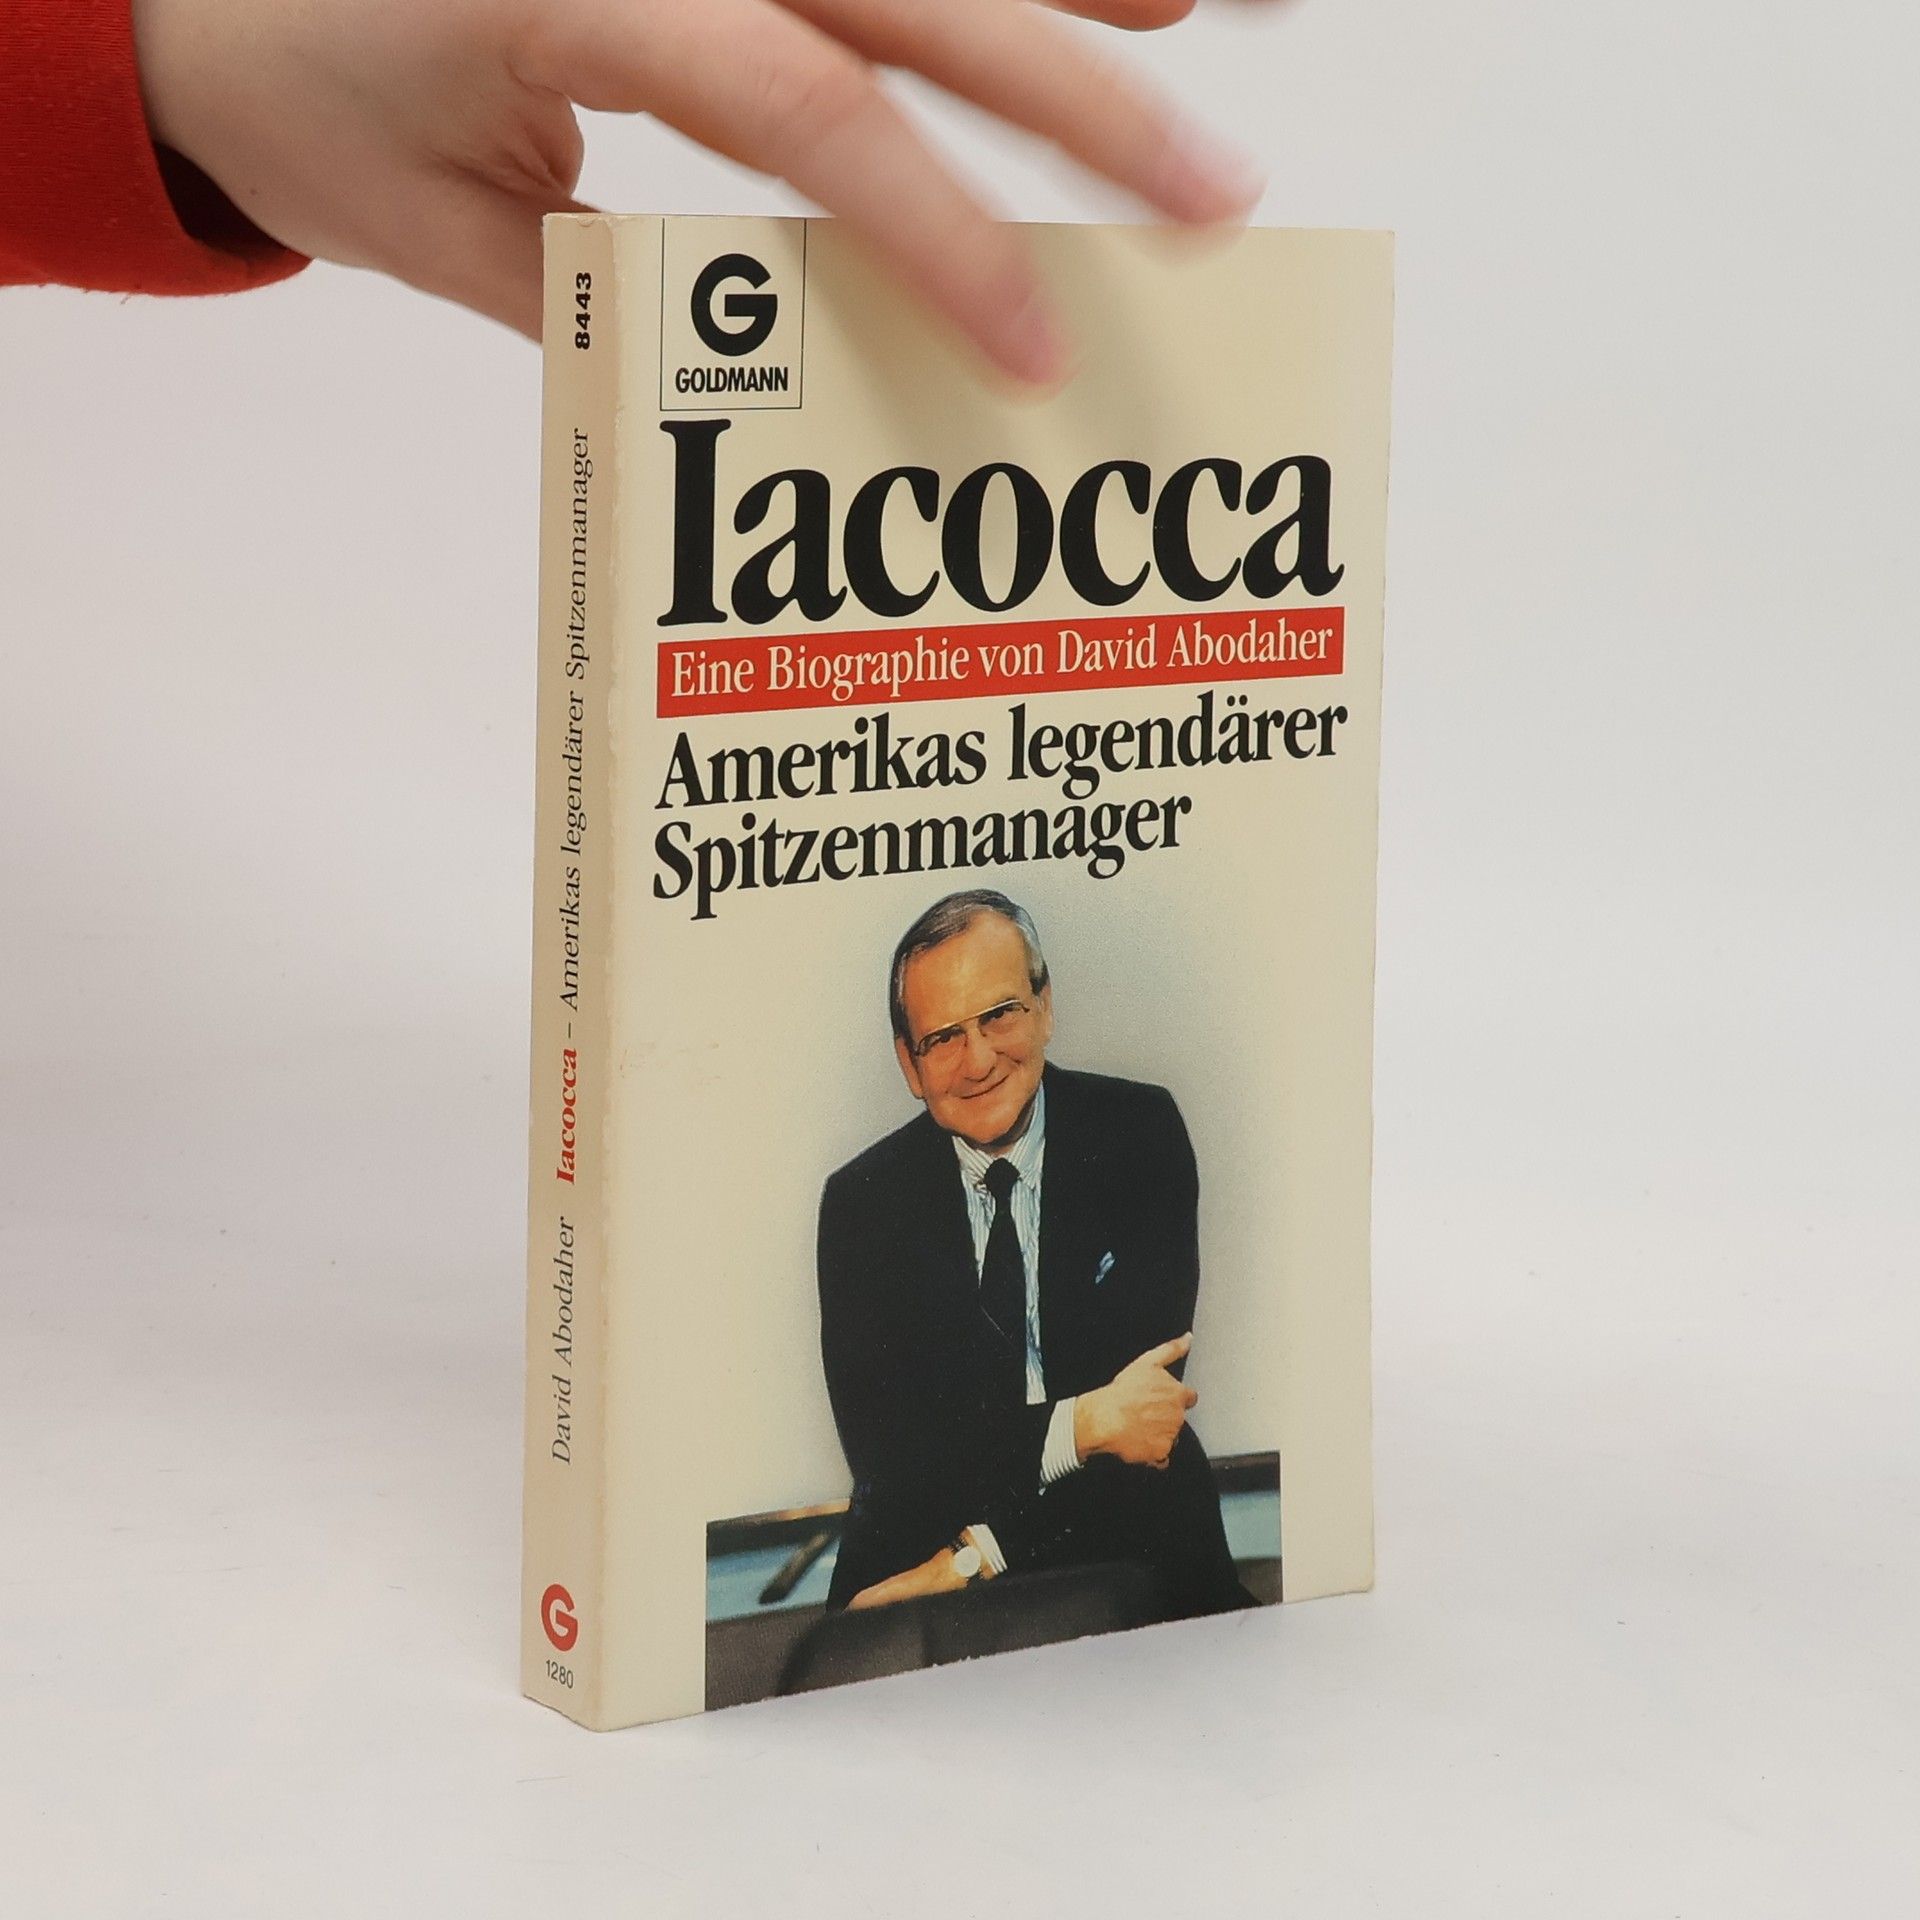 G
GOLDMANN
Iacocca
Eine Biographie von David Abodaher
Amerikas legendärer
Spitzenmanager
David Abodaher Iacocca – Amerikas legendärer Spitzenmanager 8443
G
1280